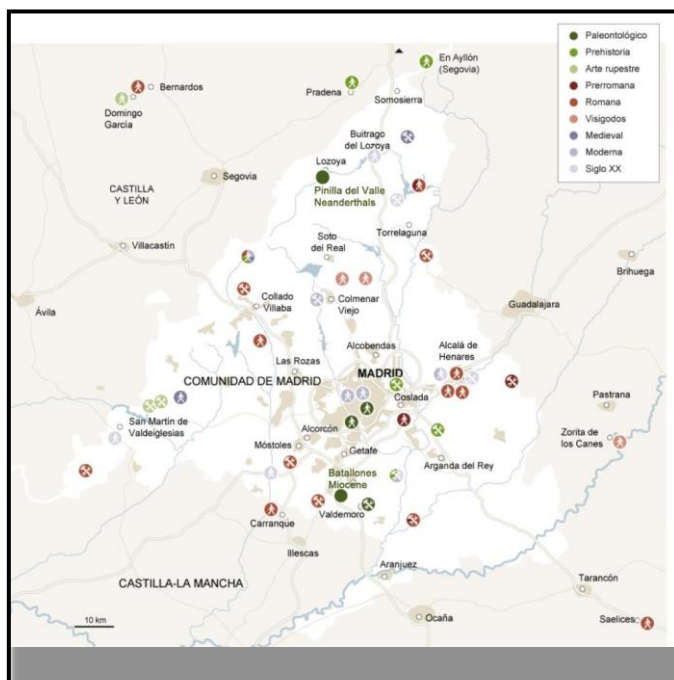 Paleontológico
Prehistoria
Arte rupestre
Prerromana
Romana
Visigodos
Medieval
Moderna
Siglo XX
En Ayllón
(Segovia)
Bernardos
Pradena
Somosierra
Domingo
García
Buitrago
del Lozoya
Lozoya
Segovia
Pinilla del Valle
Neanderthals
CASTILLA
Y LEÓN
Torrelaguna
Soto
del Real
Villacastín
Brihuega
Guadalajara
Collado
Villaba
Colmenar
Viejo
Ávila
Alcobendas
Alcalá de
Henares
Las Rozas
MADRID
COMUNIDAD DE MADRID
Coslada
Pastrana
San Martín de
Valdeiglesias
Alcorcón
Zorita de
los Canes
Móstoles
Getafe
Arganda del Rey
Batallones
Miocene
Valdemoro
Carranque
Illescas
Aranjuez
CASTILLA-LA MANCHA
Tarancón
Ocaña
Saelices
10 km